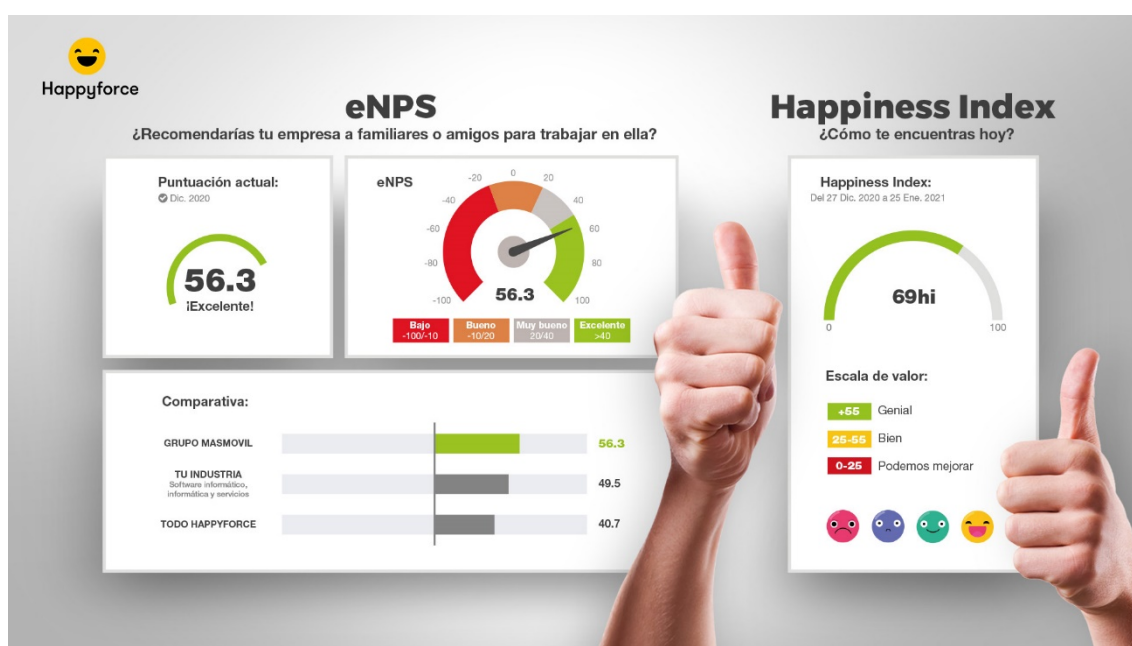 Happyforce
eNPS
¿Recomendarías tu empresa a familiares o amigos para trabajar en ella?
Puntuación actual:
Dic. 2020
56.3
¡Excelente!
eNPS
-100
-80
-60
-40
-20
0
20
40
60
80
100
56.3
Bajo
-100/-10
Bueno
-10/20
Muy bueno
20/40
Excelente
>40
Comparativa:
GRUPO MASMOVIL
56.3
TU INDUSTRIA
Software informático,
informática y servicios
49.5
TODO HAPPYFORCE
40.7
Happiness Index
¿Cómo te encuentras hoy?
Happiness Index:
Del 27 Dic. 2020 a 25 Ene. 2021
69hi
0
100
Escala de valor:
+55 Genial
25-55 Bien
0-25 Podemos mejorar